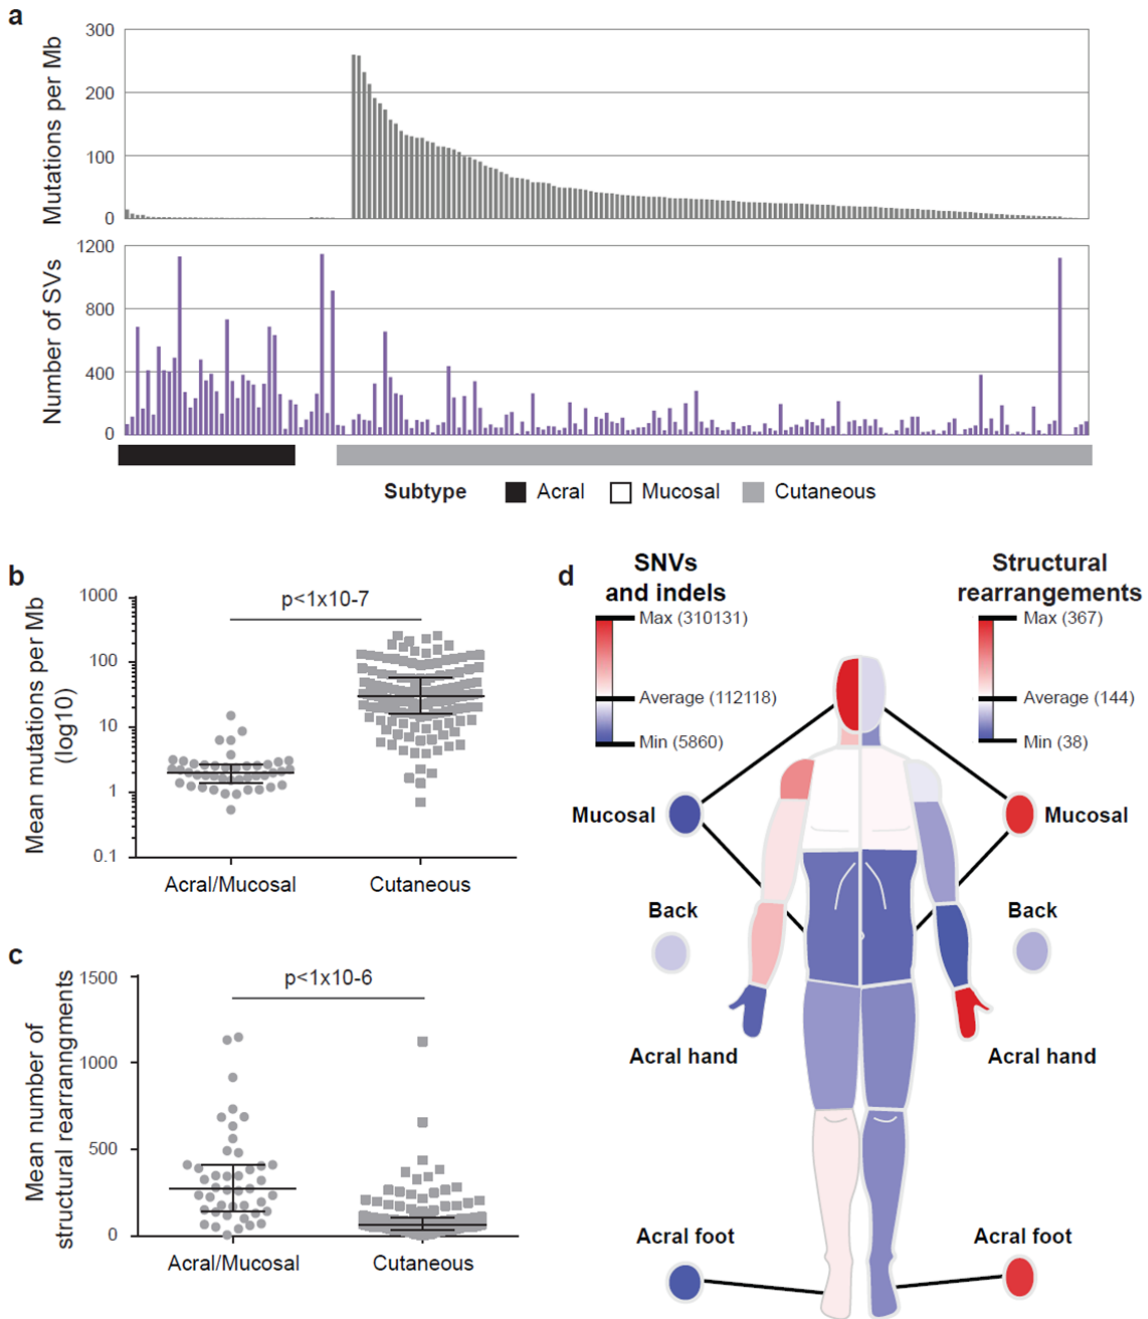 a
Mutations per Mb
300
200
100
0
Number of SVs
1200
800
400
0
Subtype Acral Mucosal Cutaneous
b
Mean mutations per Mb
(log10)
1000
100
10
1
0.1
p<1x10-7
Acral/Mucosal Cutaneous
c
Mean number of
structural rearranngments
1500
1000
500
0
p<1x10-6
Acral/Mucosal Cutaneous
d
SNVs
and indels
Max (310131)
Average (112118)
Min (5860)
Structural
rearrangements
Max (367)
Average (144)
Min (38)
Mucosal Mucosal
Back Back
Acral hand Acral hand
Acral foot Acral foot